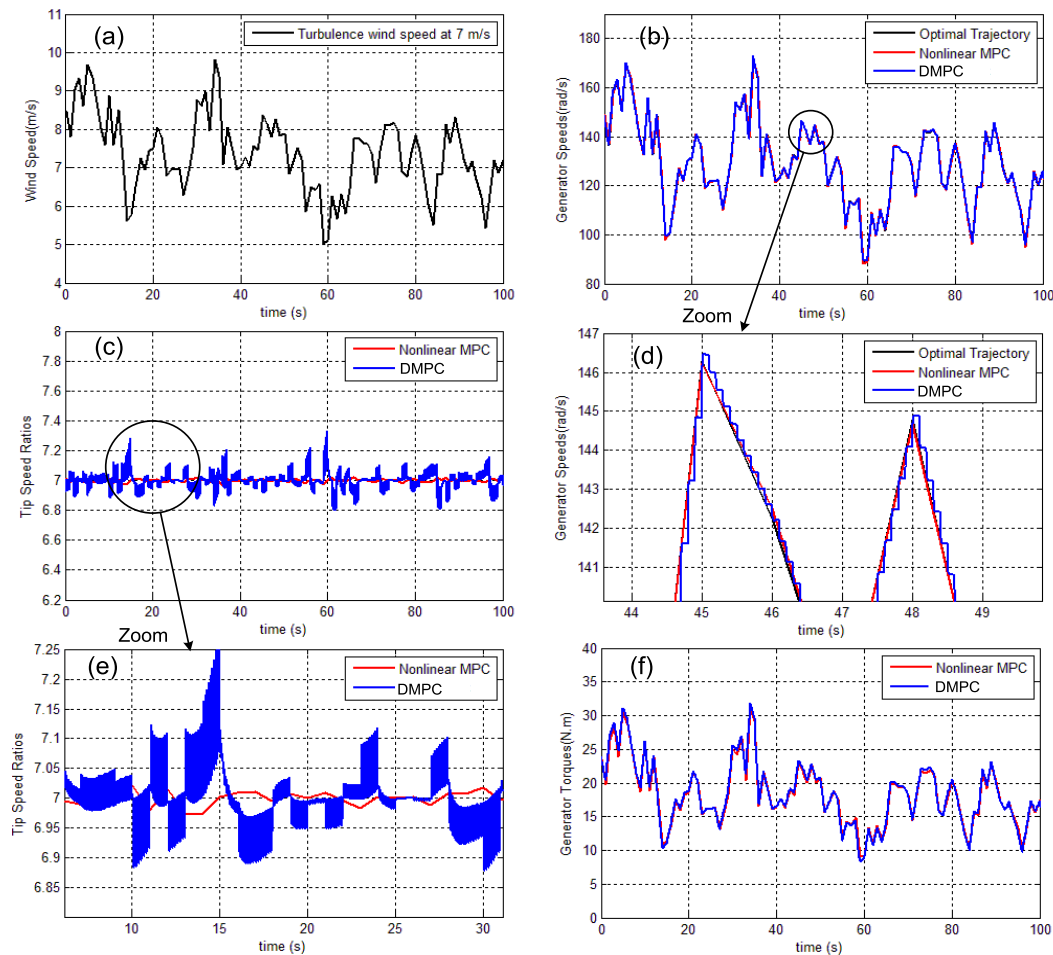 (a)
Turbulence wind speed at 7 m/s
Wind Speed(m/s)
11
10
9
8
7
6
5
4
0 20 40 60 80 100
time (s)
(b)
Optimal Trajectory
Nonlinear MPC
DMPC
Generator Speeds(rad/s)
180
160
140
120
100
80
0 20 40 60 80 100
time (s)
Zoom
(c)
Nonlinear MPC
DMPC
Tip Speed Ratios
8
7.8
7.6
7.4
7.2
7
6.8
6.6
6.4
6.2
0 20 40 60 80 100
time (s)
Zoom
(d)
Optimal Trajectory
Nonlinear MPC
DMPC
Generator Speeds(rad/s)
147
146
145
144
143
142
141
44 45 46 47 48 49
time (s)
(e)
Nonlinear MPC
DMPC
Tip Speed Ratios
7.25
7.2
7.15
7.1
7.05
7
6.95
6.9
6.85
10 15 20 25 30
time (s)
(f)
Nonlinear MPC
DMPC
Generator Torques(N.m)
40
35
30
25
20
15
10
5
0
0 20 40 60 80 100
time (s)